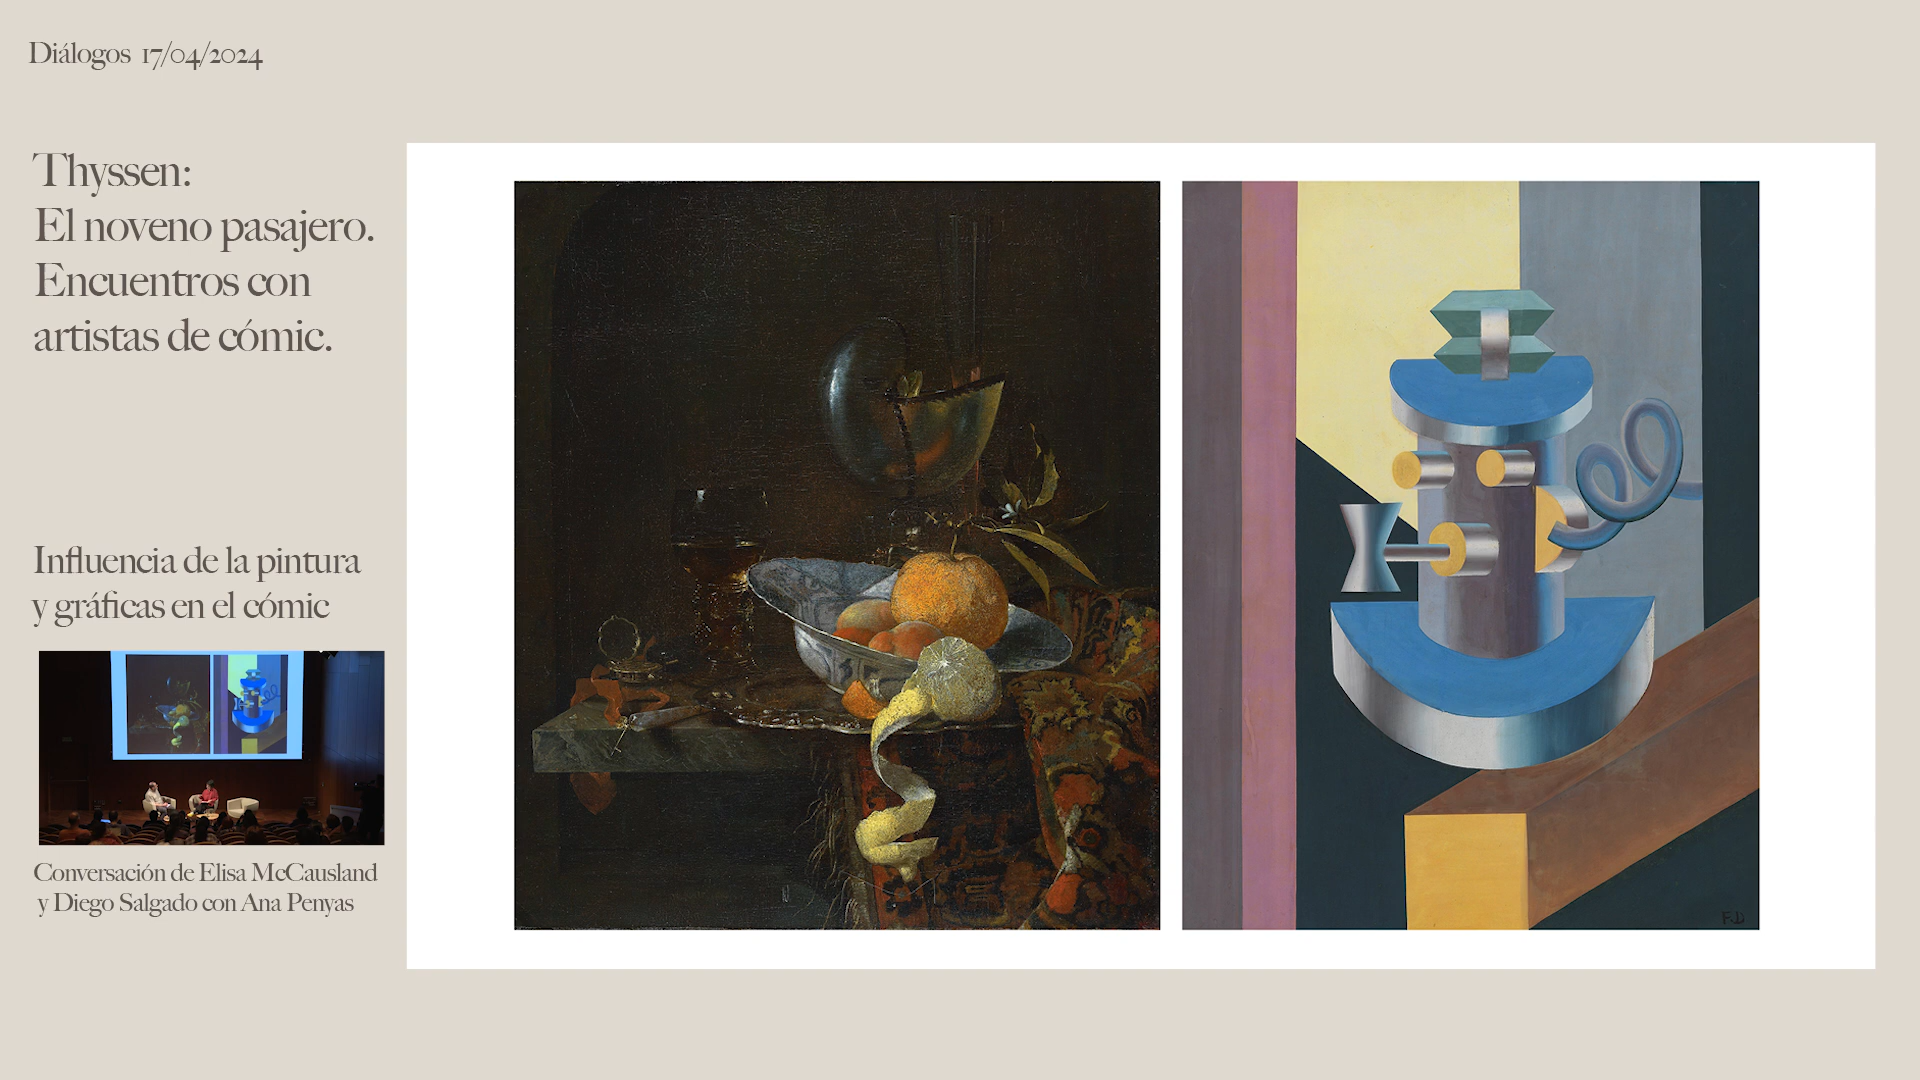 Diálogos 17/04/2024
Thyssen:
El noveno pasajero.
Encuentros con
artistas de cómic.
Influencia de la pintura
y gráficas en el cómic
Conversación de Elisa McCausland
y Diego Salgado con Ana Penyas
F.D